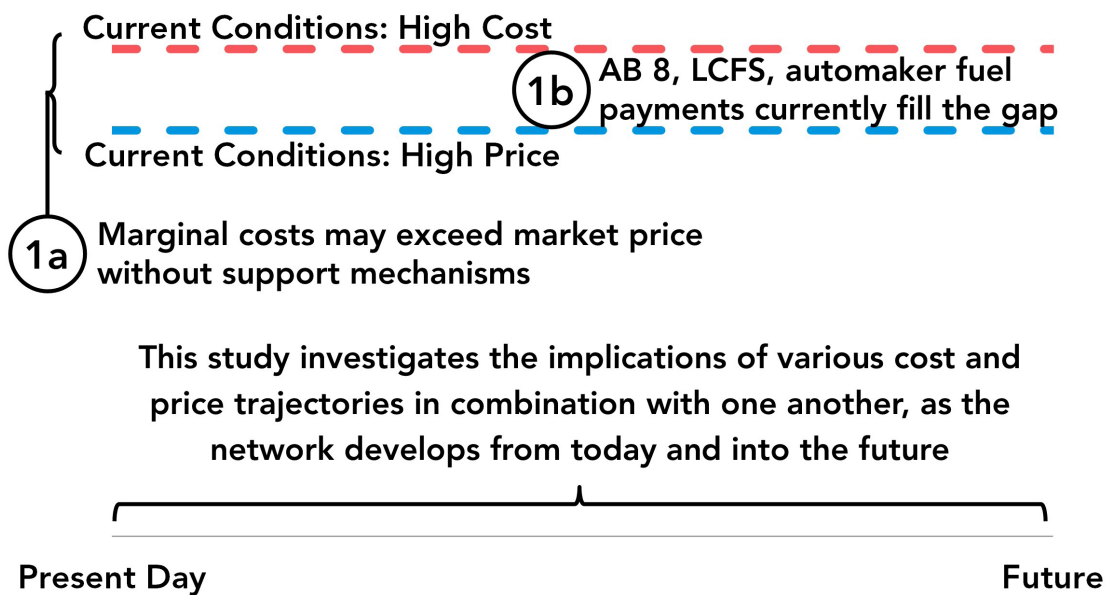 Current Conditions: High Cost
1b
AB 8, LCFS, automaker fuel
payments currently fill the gap
Current Conditions: High Price
1a
Marginal costs may exceed market price
without support mechanisms
This study investigates the implications of various cost and
price trajectories in combination with one another, as the
network develops from today and into the future
Present Day
Future